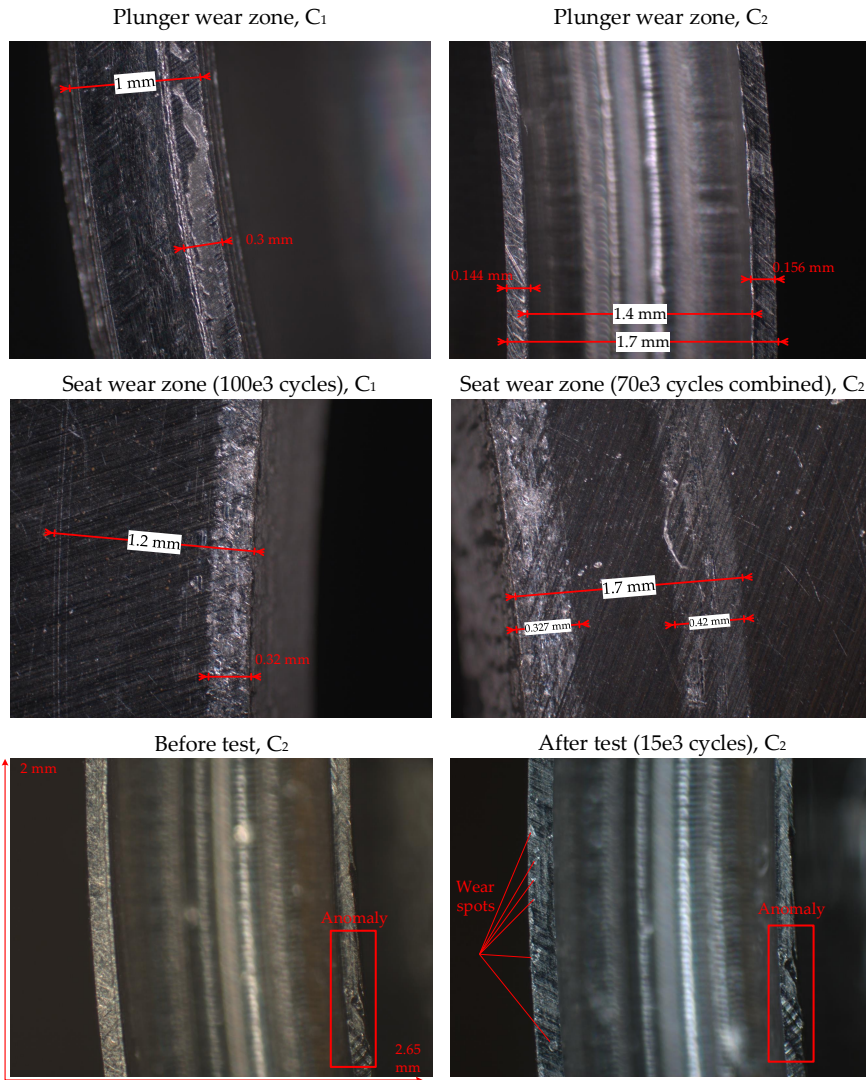 Plunger wear zone, C1
Plunger wear zone, C2
1 mm
0.3 mm
0.144 mm
0.156 mm
1.4 mm
1.7 mm
Seat wear zone (100e3 cycles), C1
Seat wear zone (70e3 cycles combined), C2
1.2 mm
0.32 mm
1.7 mm
0.327 mm
0.42 mm
Before test, C2
After test (15e3 cycles), C2
2 mm
Anomaly
2.65
mm
Wear
spots
Anomaly